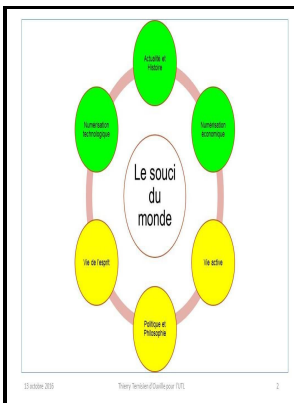 Actualité et
Histoire
Numérisation
technologique
Numérisation
économique
Le souci
du
monde
Vie de l'esprit
Vie active
Politique et
Philosophie
13 octobre 2016
Thierry Ternisien d'Ouville pour l'UTL
2